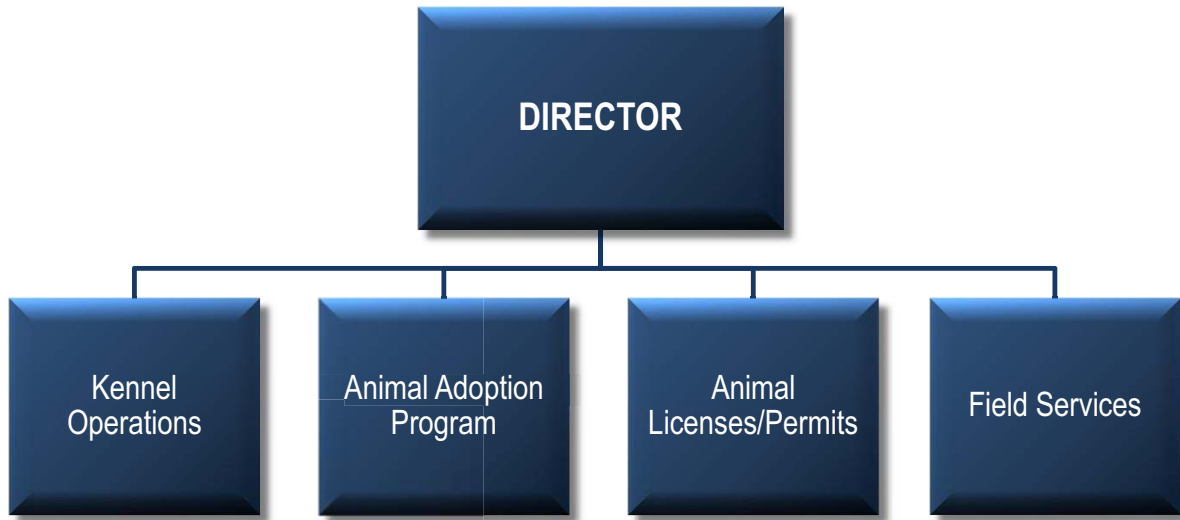 DIRECTOR
Kennel
Operations
Animal Adoption
Program
Animal
Licenses/Permits
Field Services